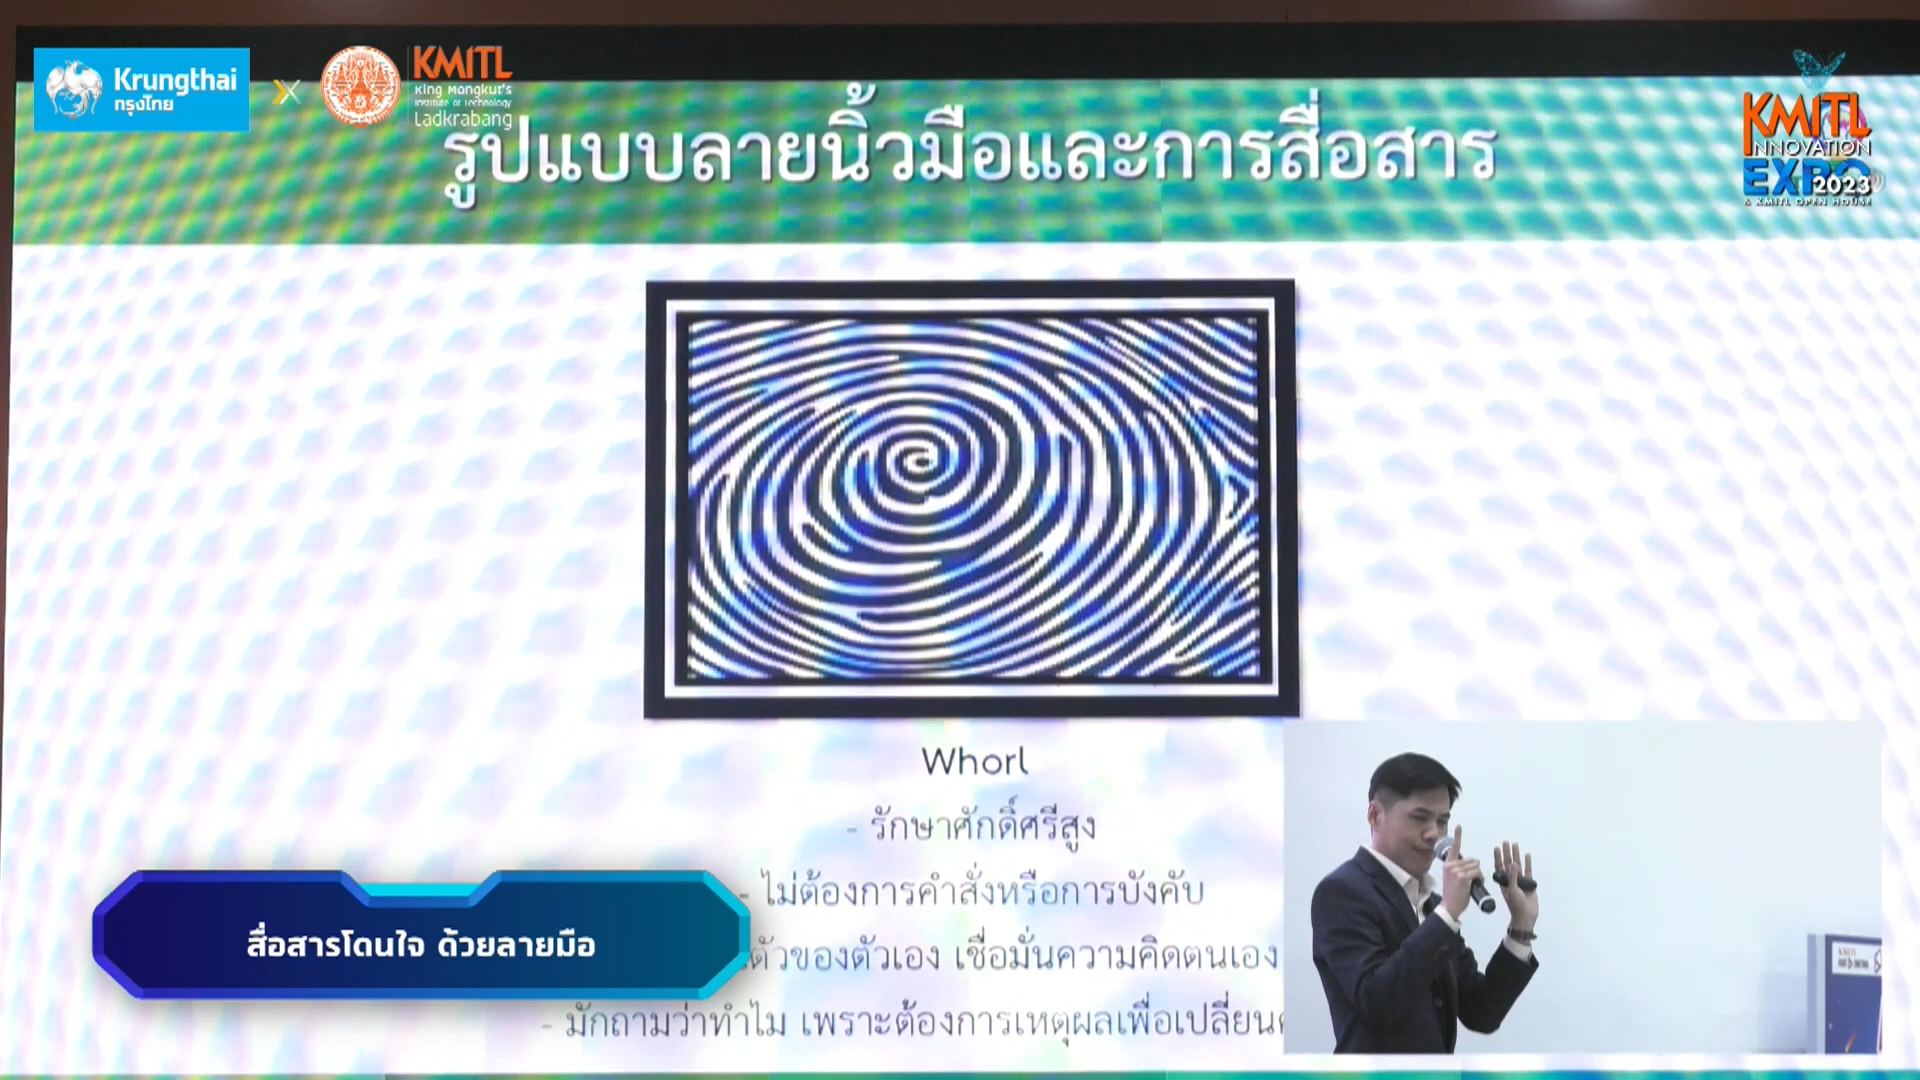 Krungthai
กรุงไทย
KMITL
King Mongkut's
Institute of Technology
Ladkrabang
KMITL
INNOVATION
EXPO
2023
& KMITL OPEN HOUSE
รูปแบบลายนิ้วมือและการสื่อสาร
Whorl
- รักษาศักดิ์ศรีสูง
- ไม่ต้องการคำสั่งหรือการบังคับ
ตัวของตัวเอง เชื่อมั่นความคิดตนเอง
- มักถามว่าทำไม เพราะต้องการเหตุผลเพื่อเปลี่ยน
สื่อสารโดนใจ ด้วยลายมือ
KMITL